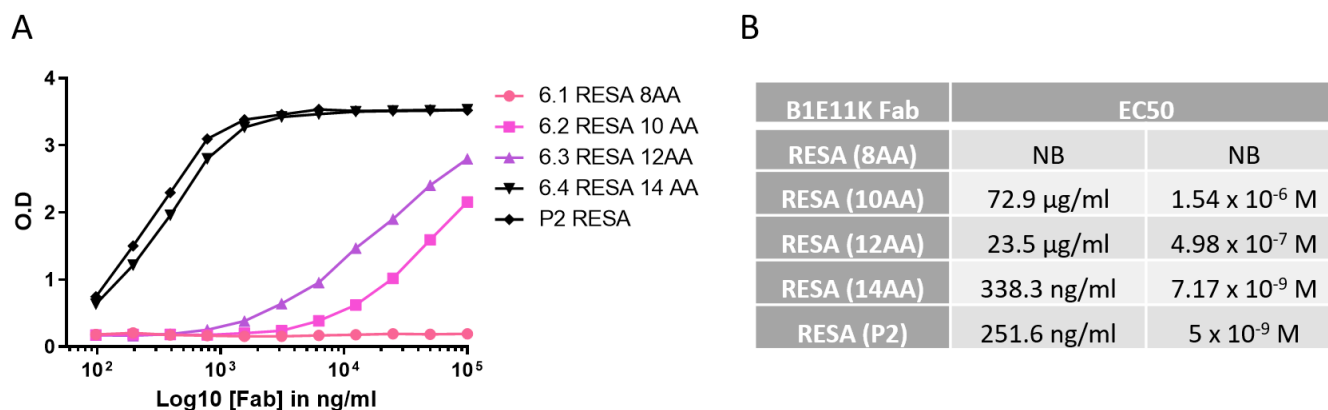 A
4
3
2
1
0
O.D
10²
10³
10⁴
10⁵
Log10 [Fab] in ng/ml
6.1 RESA 8AA
6.2 RESA 10 AA
6.3 RESA 12AA
6.4 RESA 14 AA
P2 RESA
B
B1E11K Fab EC50
RESA (8AA) NB NB
RESA (10AA) 72.9 µg/ml 1.54 x 10⁻⁶ M
RESA (12AA) 23.5 µg/ml 4.98 x 10⁻⁷ M
RESA (14AA) 338.3 ng/ml 7.17 x 10⁻⁹ M
RESA (P2) 251.6 ng/ml 5 x 10⁻⁹ M